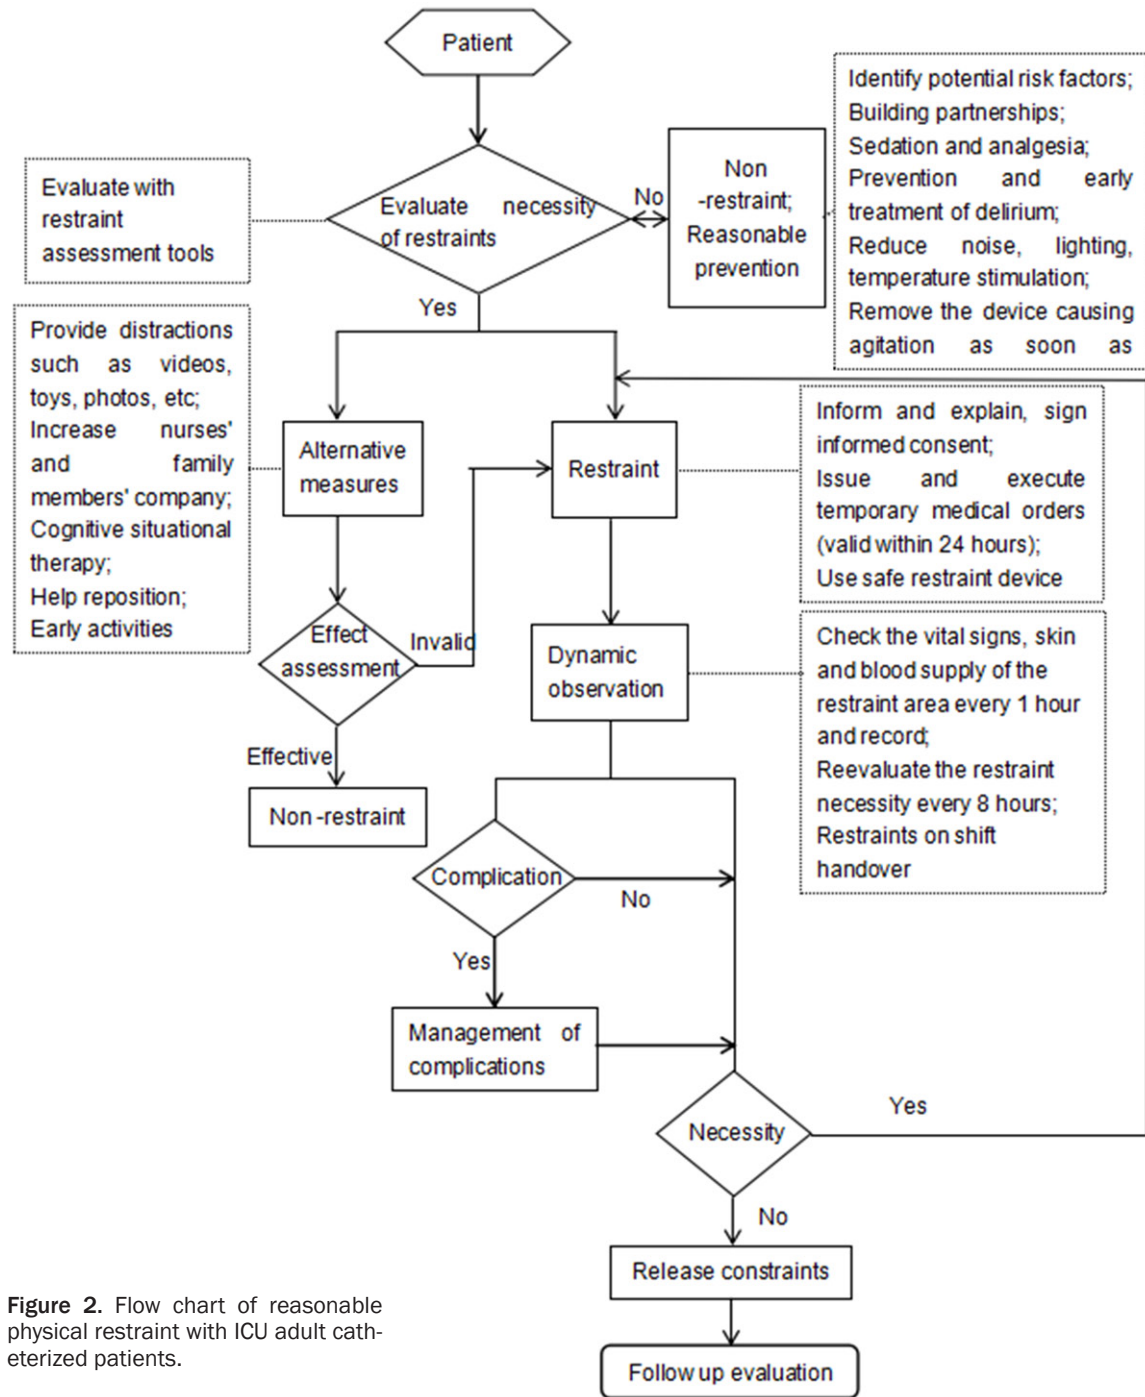 Patient
Identify potential risk factors;
Building partnerships;
Sedation and analgesia;
Prevention and early
treatment of delirium;
Reduce noise, lighting,
temperature stimulation;
Remove the device causing
agitation as soon as
Evaluate with
restraint
assessment tools
Evaluate necessity
of restraints
No
Non
-restraint;
Reasonable
prevention
Yes
Provide distractions
such as videos,
toys, photos, etc;
Increase nurses'
and family
members' company;
Cognitive situational
therapy;
Help reposition;
Early activities
Alternative
measures
Restraint
Inform and explain, sign
informed consent;
Issue and execute
temporary medical orders
(valid within 24 hours);
Use safe restraint device
Effect
assessment
Invalid
Effective
Non -restraint
Dynamic
observation
Check the vital signs, skin
and blood supply of the
restraint area every 1 hour
and record;
Reevaluate the restraint
necessity every 8 hours;
Restraints on shift
handover
Complication
No
Yes
Management of
complications
Necessity
Yes
No
Release constraints
Follow up evaluation
Figure 2. Flow chart of reasonable
physical restraint with ICU adult cath-
eterized patients.